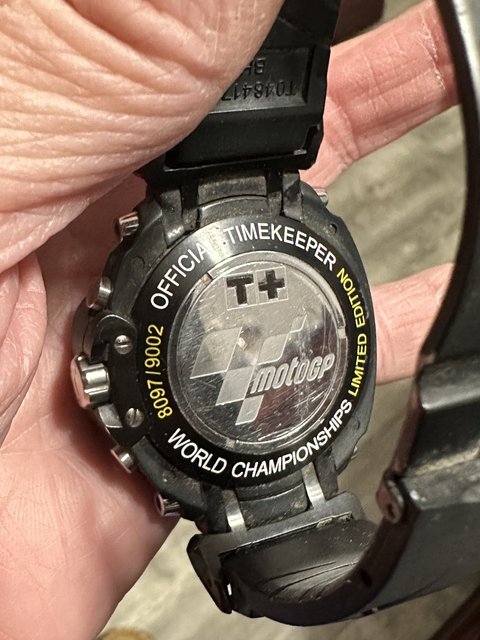 OFFICIAL TIMEKEEPER
LIMITED EDITION
WORLD CHAMPIONSHIPS
8097/9002
T+
motoGP